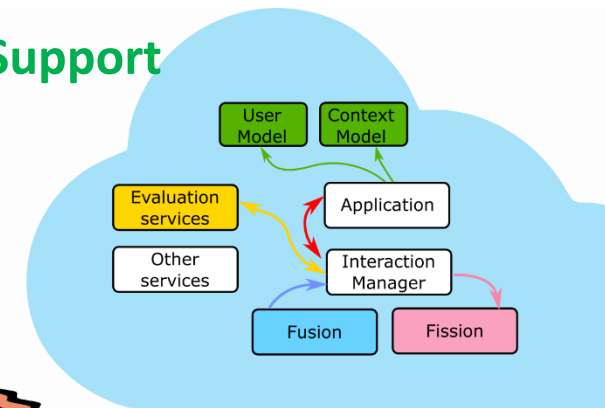 Support
User
Model
Context
Model
Evaluation
services
Application
Other
services
Interaction
Manager
Fusion
Fission